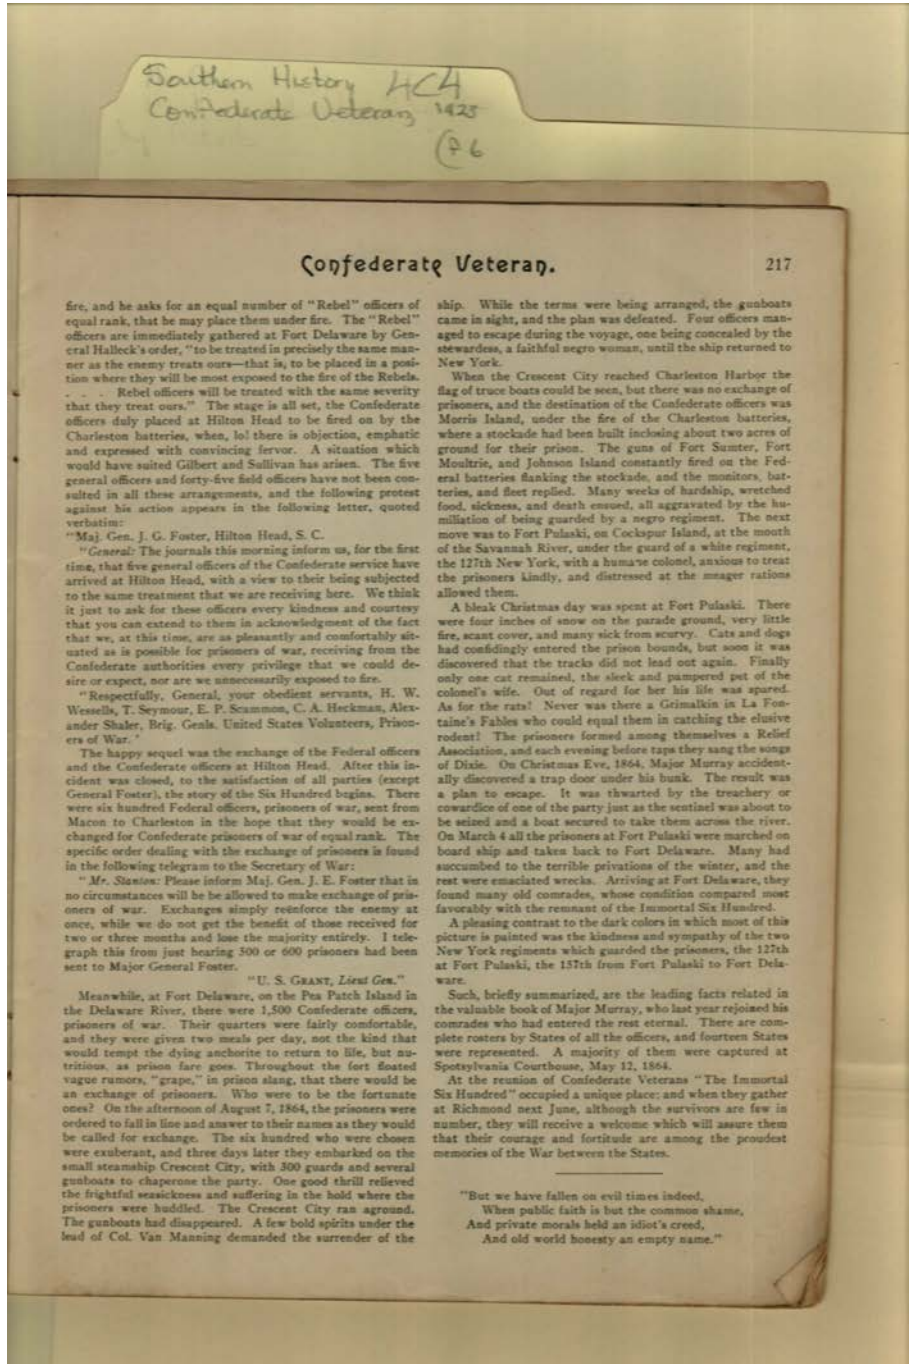 Southern History 4C4
Confederate Veteran 1925
(P 6
Confederate Veteran.
217
fire, and he asks for an equal number of "Rebel" officers of
equal rank, that he may place them under fire. The "Rebel"
officers are immediately gathered at Fort Delaware by Gen-
eral Halleck's order, "to be treated in precisely the same man-
ner as the enemy treats ours—that is, to be placed in a posi-
tion where they will be most exposed to the fire of the Rebels.
. . . Rebel officers will be treated with the same severity
that they treat ours." The stage is all set, the Confederate
officers duly placed at Hilton Head to be fired on by the
Charleston batteries, when, lo! there is objection, emphatic
and expressed with convincing fervor. A situation which
would have suited Gilbert and Sullivan has arisen. The five
general officers and forty-five field officers have not been con-
sulted in all these arrangements, and the following protest
against his action appears in the following letter, quoted
verbatim:
"Maj. Gen. J. G. Foster, Hilton Head, S. C.
"General: The journals this morning inform us, for the first
time, that five general officers of the Confederate service have
arrived at Hilton Head, with a view to their being subjected
to the same treatment that we are receiving here. We think
it just to ask for these officers every kindness and courtesy
that you can extend to them in acknowledgment of the fact
that we, at this time, are as pleasantly and comfortably sit-
uated as is possible for prisoners of war, receiving from the
Confederate authorities every privilege that we could de-
sire or expect, nor are we unnecessarily exposed to fire.
"Respectfully, General, your obedient servants, H. W.
Wessells, T. Seymour, E. P. Scammon, C. A. Heckman, Alex-
ander Shaler, Brig. Genls. United States Volunteers, Prison-
ers of War.'
The happy sequel was the exchange of the Federal officers
and the Confederate officers at Hilton Head. After this in-
cident was closed, to the satisfaction of all parties (except
General Foster), the story of the Six Hundred begins. There
were six hundred Federal officers, prisoners of war, sent from
Macon to Charleston in the hope that they would be ex-
changed for Confederate prisoners of war of equal rank. The
specific order dealing with the exchange of prisoners is found
in the following telegram to the Secretary of War:
"Mr. Stanton: Please inform Maj. Gen. J. E. Foster that in
no circumstances will be be allowed to make exchange of pris-
oners of war. Exchanges simply reënforce the enemy at
once, while we do not get the benefit of those received for
two or three months and lose the majority entirely. I tele-
graph this from just hearing 500 or 600 prisoners had been
sent to Major General Foster.
"U. S. GRANT, Lieut Gen."
Meanwhile, at Fort Delaware, on the Pea Patch Island in
the Delaware River, there were 1,500 Confederate officers,
prisoners of war. Their quarters were fairly comfortable,
and they were given two meals per day, not the kind that
would tempt the dying anchorite to return to life, but nu-
tritious, as prison fare goes. Throughout the fort floated
vague rumors, "grape," in prison slang, that there would be
an exchange of prisoners. Who were to be the fortunate
ones? On the afternoon of August 7, 1864, the prisoners were
ordered to fall in line and answer to their names as they would
be called for exchange. The six hundred who were chosen
were exuberant, and three days later they embarked on the
small steamship Crescent City, with 300 guards and several
gunboats to chaperone the party. One good thrill relieved
the frightful seasickness and suffering in the hold where the
prisoners were huddled. The Crescent City ran aground.
The gunboats had disappeared. A few bold spirits under the
lead of Col. Van Manning demanded the surrender of the
ship. While the terms were being arranged, the gunboats
came in sight, and the plan was defeated. Four officers man-
aged to escape during the voyage, one being concealed by the
stewardess, a faithful negro woman, until the ship returned to
New York.
When the Crescent City reached Charleston Harbor the
flag of truce boats could be seen, but there was no exchange of
prisoners, and the destination of the Confederate officers was
Morris Island, under the fire of the Charleston batteries,
where a stockade had been built inclosing about two acres of
ground for their prison. The guns of Fort Sumter, Fort
Moultrie, and Johnson Island constantly fired on the Fed-
eral batteries flanking the stockade, and the monitors, bat-
teries, and fleet replied. Many weeks of hardship, wretched
food, sickness, and death ensued, all aggravated by the hu-
miliation of being guarded by a negro regiment. The next
move was to Fort Pulaski, on Cockspur Island, at the mouth
of the Savannah River, under the guard of a white regiment,
the 127th New York, with a humane colonel, anxious to treat
the prisoners kindly, and distressed at the meager rations
allowed them.
A bleak Christmas day was spent at Fort Pulaski. There
were four inches of snow on the parade ground, very little
fire, scant cover, and many sick from scurvy. Cats and dogs
had confidingly entered the prison bounds, but soon it was
discovered that the tracks did not lead out again. Finally
only one cat remained, the sleek and pampered pet of the
colonel's wife. Out of regard for her his life was spared.
As for the rats! Never was there a Grimalkin in La Fon-
taine's Fables who could equal them in catching the elusive
rodent! The prisoners formed among themselves a Relief
Association, and each evening before taps they sang the songs
of Dixie. On Christmas Eve, 1864, Major Murray accident-
ally discovered a trap door under his bunk. The result was
a plan to escape. It was thwarted by the treachery or
cowardice of one of the party just as the sentinel was about to
be seized and a boat secured to take them across the river.
On March 4 all the prisoners at Fort Pulaski were marched on
board ship and taken back to Fort Delaware. Many had
succumbed to the terrible privations of the winter, and the
rest were emaciated wrecks. Arriving at Fort Delaware, they
found many old comrades, whose condition compared most
favorably with the remnant of the Immortal Six Hundred.
A pleasing contrast to the dark colors in which most of this
picture is painted was the kindness and sympathy of the two
New York regiments which guarded the prisoners, the 127th
at Fort Pulaski, the 157th from Fort Pulaski to Fort Dela-
ware.
Such, briefly summarized, are the leading facts related in
the valuable book of Major Murray, who last year rejoined his
comrades who had entered the rest eternal. There are com-
plete rosters by States of all the officers, and fourteen States
were represented. A majority of them were captured at
Spotsylvania Courthouse, May 12, 1864.
At the reunion of Confederate Veterans "The Immortal
Six Hundred" occupied a unique place; and when they gather
at Richmond next June, although the survivors are few in
number, they will receive a welcome which will assure them
that their courage and fortitude are among the proudest
memories of the War between the States.
"But we have fallen on evil times indeed,
When public faith is but the common shame,
And private morals held an idiot's creed,
And old world honesty an empty name."